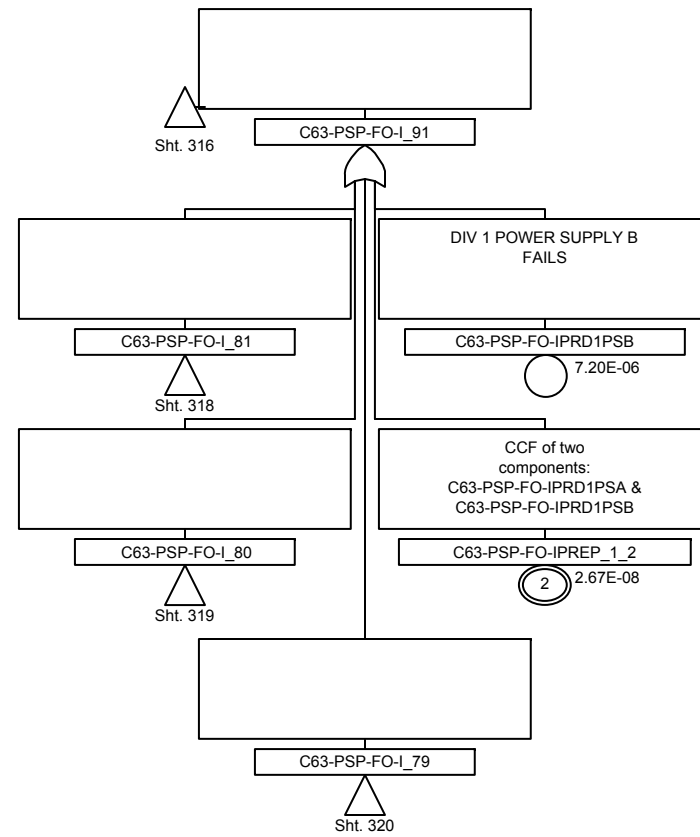 Sht. 316
C63-PSP-FO-I_91
C63-PSP-FO-I_81
Sht. 318
DIV 1 POWER SUPPLY B
FAILS
C63-PSP-FO-IPRD1PSB
7.20E-06
C63-PSP-FO-I_80
Sht. 319
CCF of two
components:
C63-PSP-FO-IPRD1PSA &
C63-PSP-FO-IPRD1PSB
C63-PSP-FO-IPREP_1_2
2
2.67E-08
C63-PSP-FO-I_79
Sht. 320